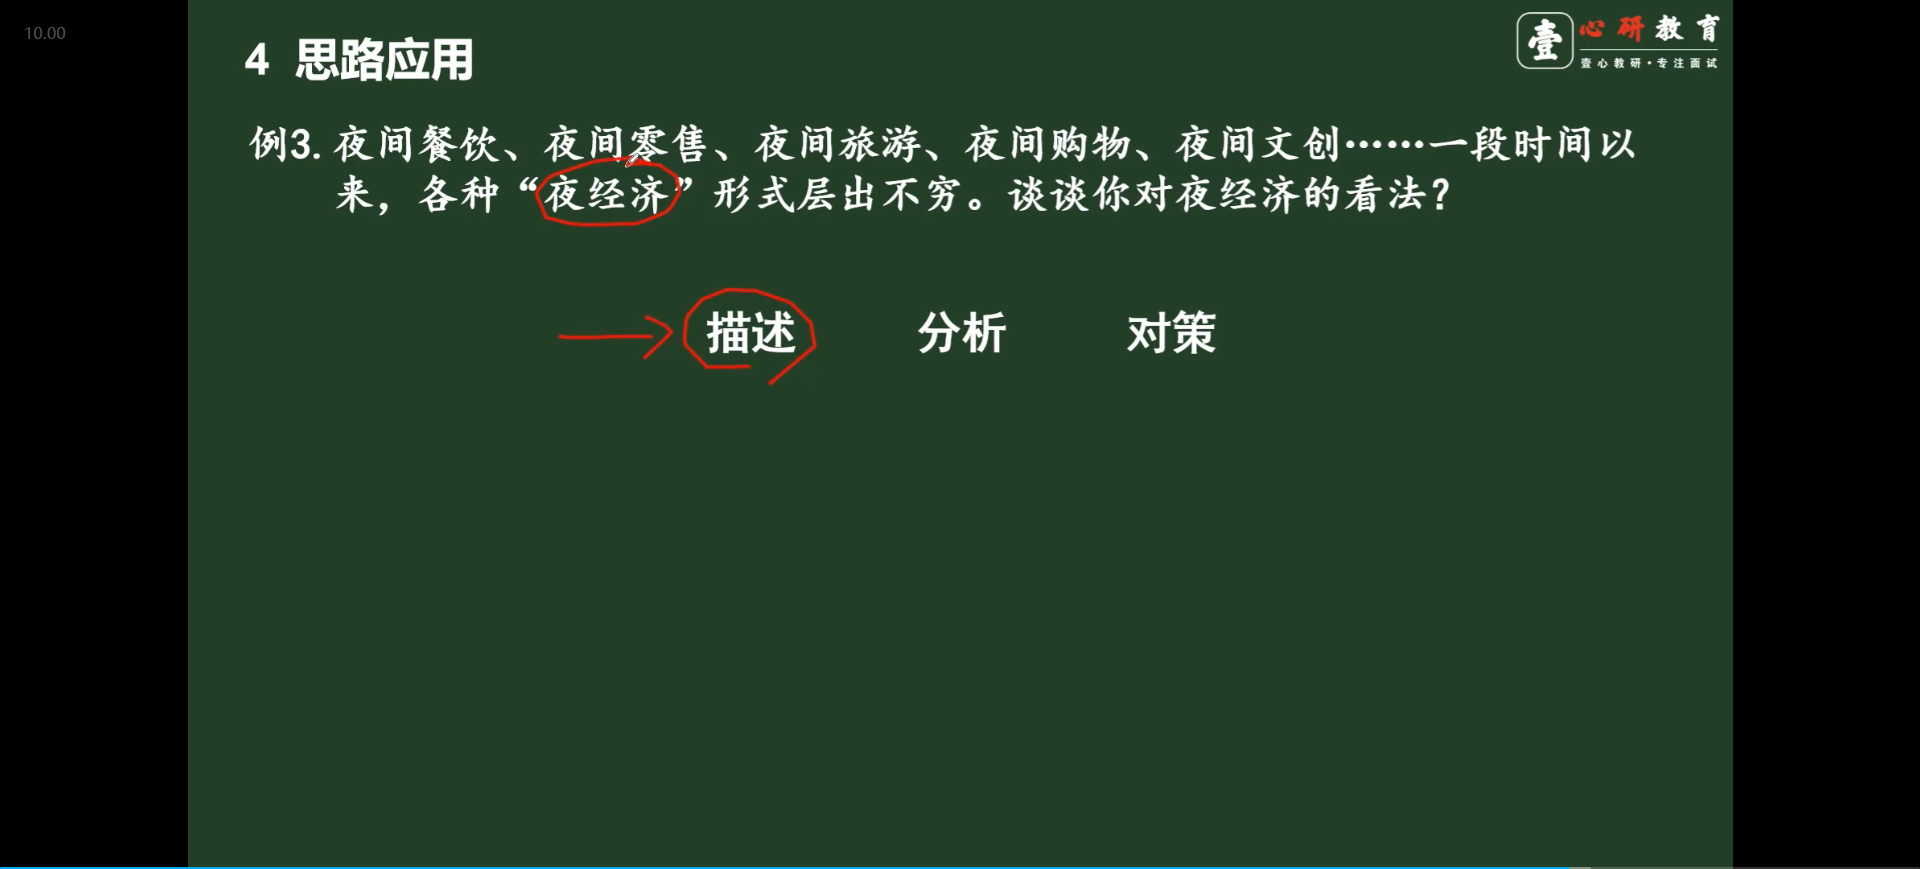 10.00
壹 心研教育
壹心教研·专注面试
4 思路应用
例3. 夜间餐饮、夜间零售、夜间旅游、夜间购物、夜间文创……一段时间以
来，各种“夜经济”形式层出不穷。谈谈你对夜经济的看法？
描述 分析 对策